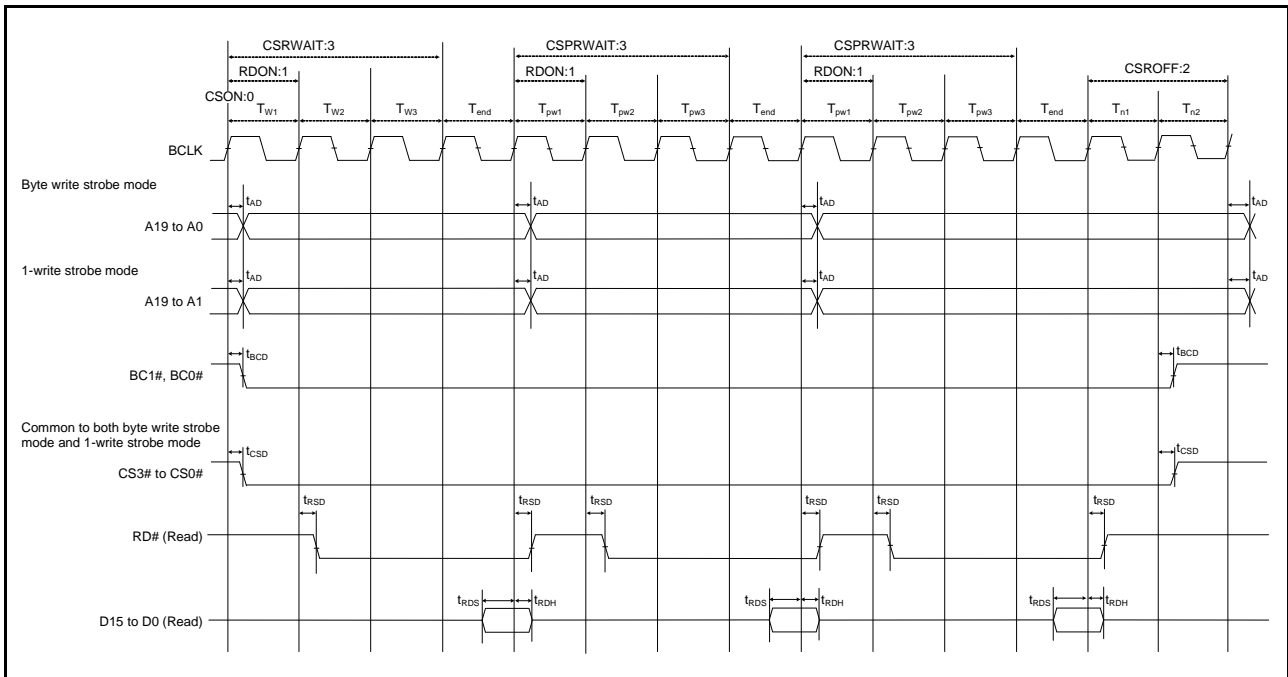 CSRWAIT:3 CSPRWAIT:3 CSPRWAIT:3
RDON:1 RDON:1 RDON:1 CSROFF:2
CSON:0
TW1 TW2 TW3 Tend Tpw1 Tpw2 Tpw3 Tend Tpw1 Tpw2 Tpw3 Tend Tn1 Tn2
BCLK
Byte write strobe mode
tAD tAD tAD tAD
A19 to A0
1-write strobe mode
tAD tAD tAD tAD
A19 to A1
tBCD tBCD
BC1#, BC0#
Common to both byte write strobe
mode and 1-write strobe mode
tCSD tCSD
CS3# to CS0#
tRSD tRSD tRSD tRSD tRSD tRSD
RD# (Read)
tRDS tRDH tRDS tRDH tRDS tRDH
D15 to D0 (Read)